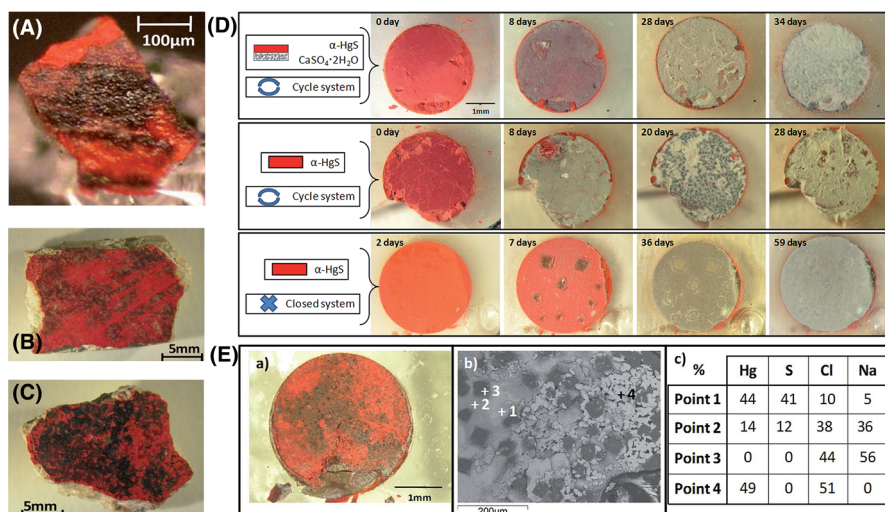 (A)
100μm
(B)
5mm
(C)
5mm
(D)
α-HgS
CaSO₄·2H₂O
Cycle system
0 day
1mm
8 days
28 days
34 days
α-HgS
Cycle system
0 day
8 days
20 days
28 days
α-HgS
Closed system
2 days
7 days
36 days
59 days
(E)
a)
1mm
b)
+ 3
+ 2
+ 1
+ 4
200μm
c)
% Hg S Cl Na
Point 1 44 41 10 5
Point 2 14 12 38 36
Point 3 0 0 44 56
Point 4 49 0 51 0